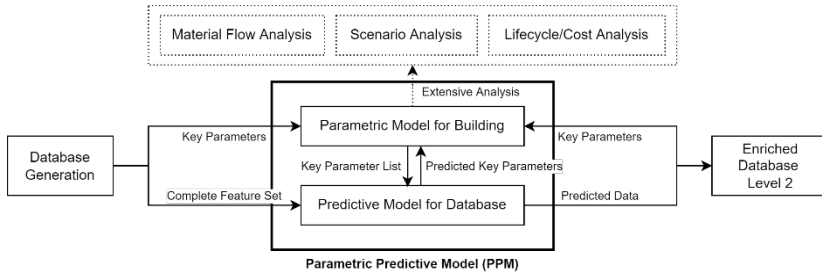 Material Flow Analysis
Scenario Analysis
Lifecycle/Cost Analysis
Extensive Analysis
Key Parameters
Parametric Model for Building
Key Parameters
Database
Generation
Key Parameter List
Predicted Key Parameters
Enriched
Database
Level 2
Complete Feature Set
Predictive Model for Database
Predicted Data
Parametric Predictive Model (PPM)